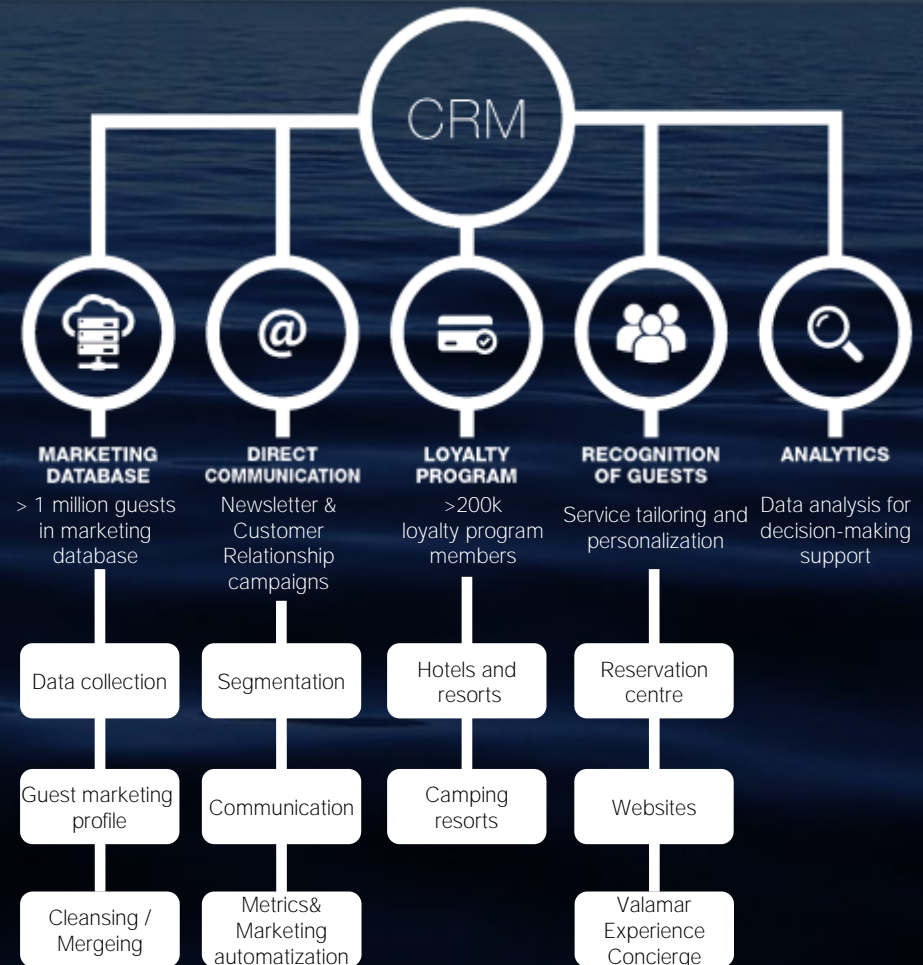 CRM
@
MARKETING
DATABASE
> 1 million guests
in marketing
database
Data collection
Guest marketing
profile
Cleansing /
Mergeing
DIRECT
COMMUNICATION
Newsletter &
Customer
Relationship
campaigns
Segmentation
Communication
Metrics&
Marketing
automatization
LOYALTY
PROGRAM
>200k
loyalty program
members
Hotels and
resorts
Camping
resorts
RECOGNITION
OF GUESTS
Service tailoring and
personalization
Reservation
centre
Websites
Valamar
Experience
Concierge
ANALYTICS
Data analysis for
decision-making
support